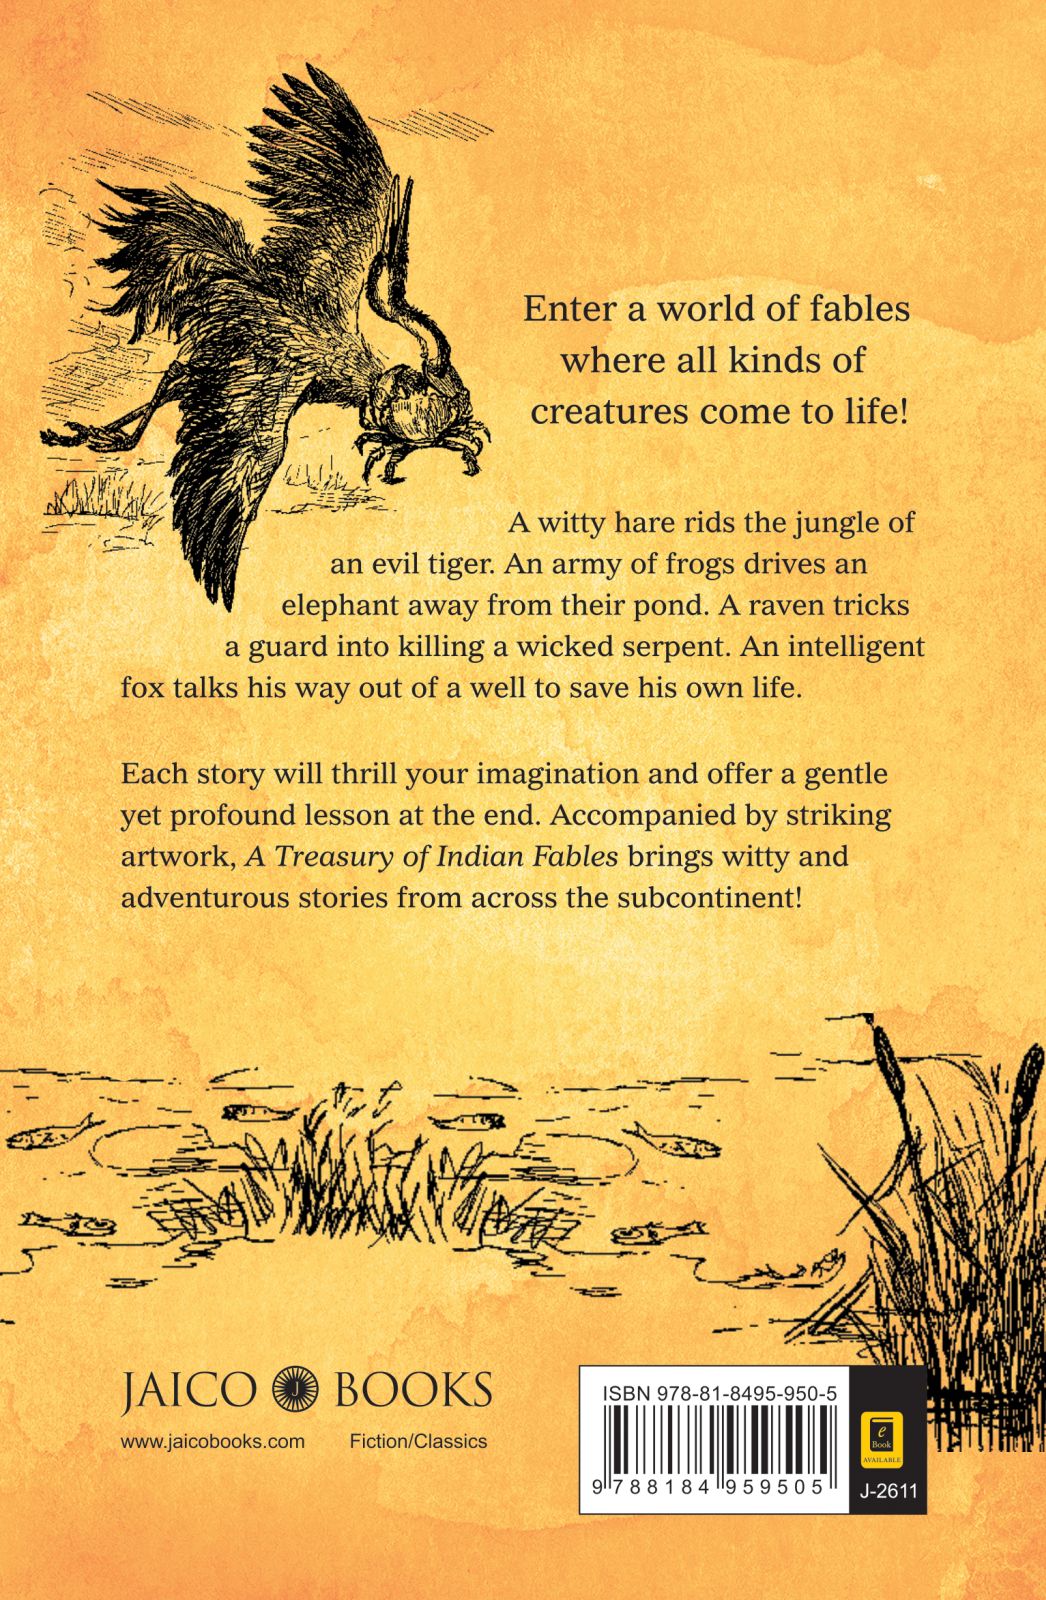 Enter a world of fables
where all kinds of
creatures come to life!
A witty hare rids the jungle of
an evil tiger. An army of frogs drives an
elephant away from their pond. A raven tricks
a guard into killing a wicked serpent. An intelligent
fox talks his way out of a well to save his own life.
Each story will thrill your imagination and offer a gentle
yet profound lesson at the end. Accompanied by striking
artwork, A Treasury of Indian Fables brings witty and
adventurous stories from across the subcontinent!
JAICO J BOOKS
www.jaicobooks.com Fiction/Classics
ISBN 978-81-8495-950-5
9 788184 959505
e
Book
AVAILABLE
J-2611